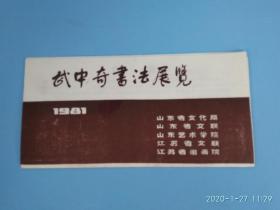 武中奇書法展覽
1981
山东省文化局
山东省文联
山东艺术学院
江苏省文联
江苏省国画院
2020-1-27 11:29